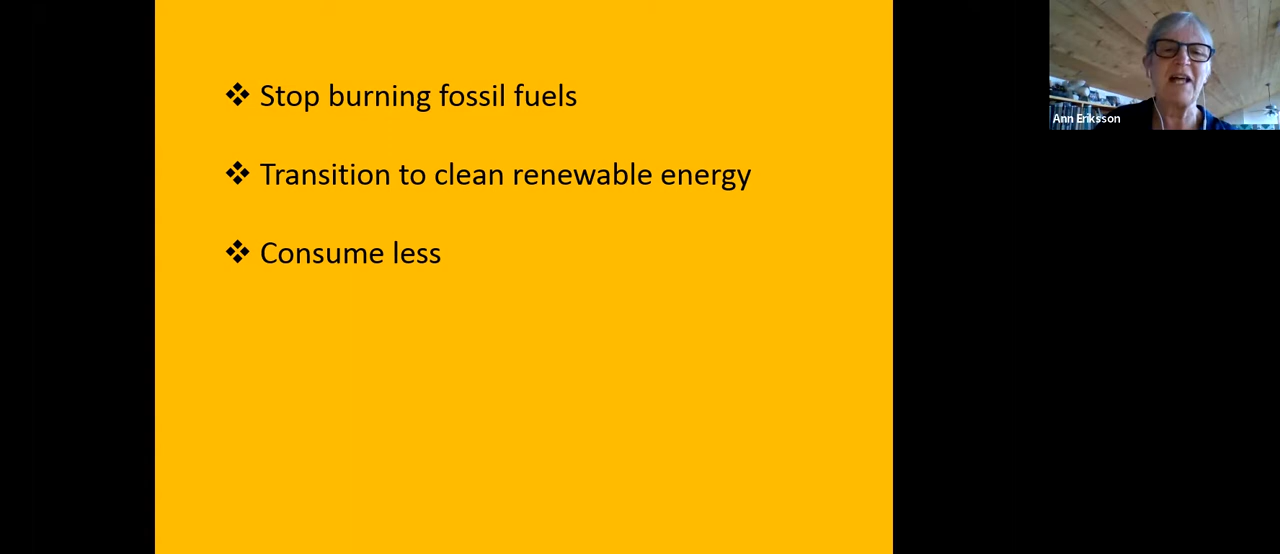 ❖ Stop burning fossil fuels
❖ Transition to clean renewable energy
❖ Consume less
Ann Eriksson